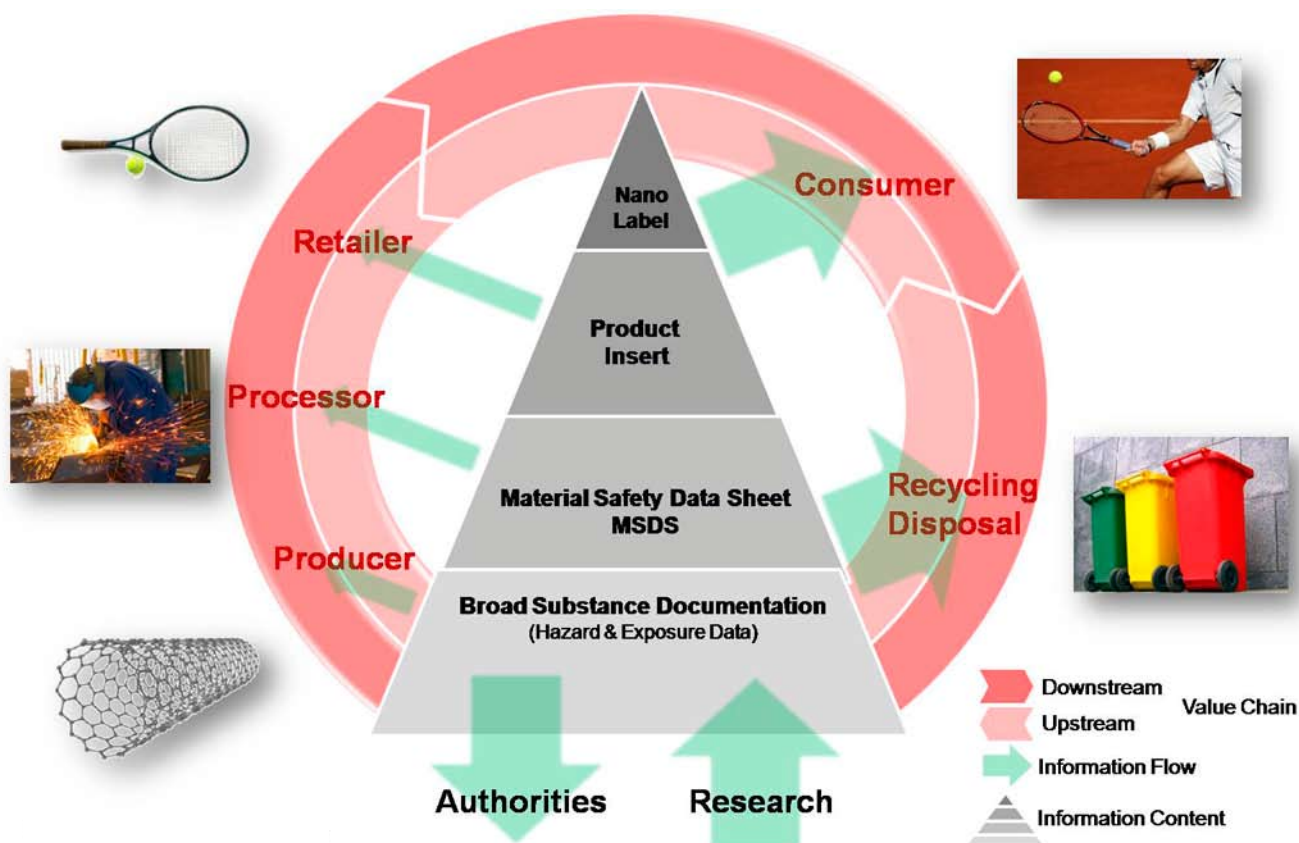 Nano
Label
Consumer
Retailer
Product
Insert
Processor
Material Safety Data Sheet
MSDS
Recycling
Disposal
Producer
Broad Substance Documentation
(Hazard & Exposure Data)
Authorities
Research
Downstream
Upstream
Value Chain
Information Flow
Information Content